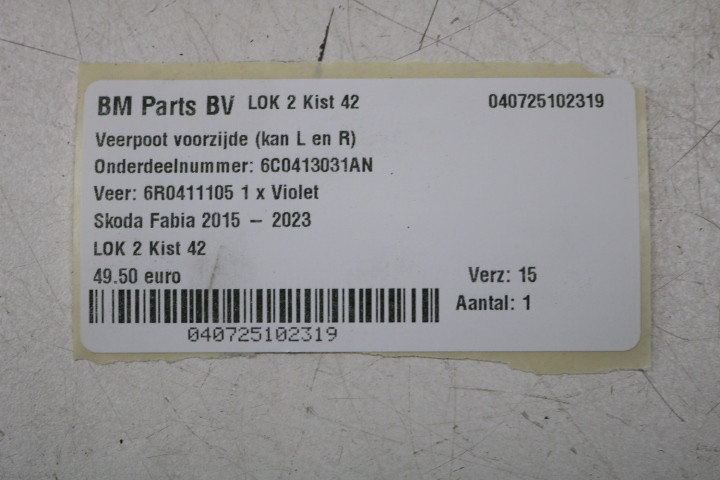 BM Parts BV LOK 2 Kist 42 040725102319
Veerpoot voorzijde (kan L en R)
Onderdeelnummer: 6C0413031AN
Veer: 6R0411105 1 x Violet
Skoda Fabia 2015 – 2023
LOK 2 Kist 42
49.50 euro Verz: 15
Aantal: 1
040725102319